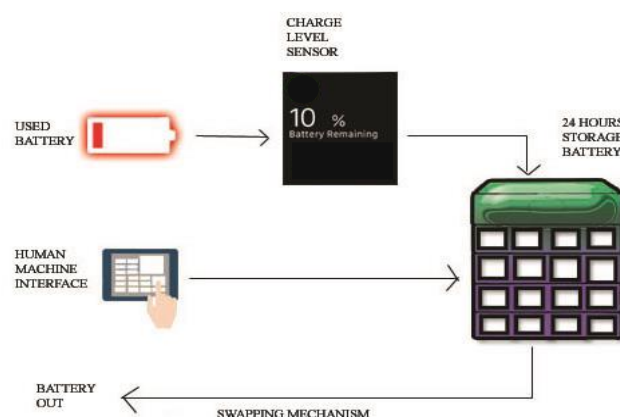 CHARGE
LEVEL
SENSOR
USED
BATTERY
10 %
Battery Remaining
24 HOURS
STORAGE
BATTERY
HUMAN
MACHINE
INTERFACE
BATTERY
OUT
SWAPPING MECHANISM